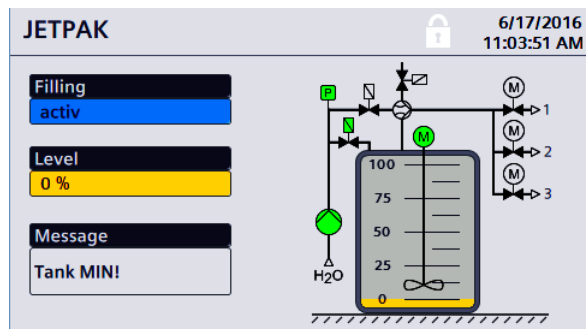 JETPAK
6/17/2016
11:03:51 AM
Filling
activ
Level
0 %
Message
Tank MIN!
P
M
M
1
M
2
M
3
100
75
50
25
0
H2O